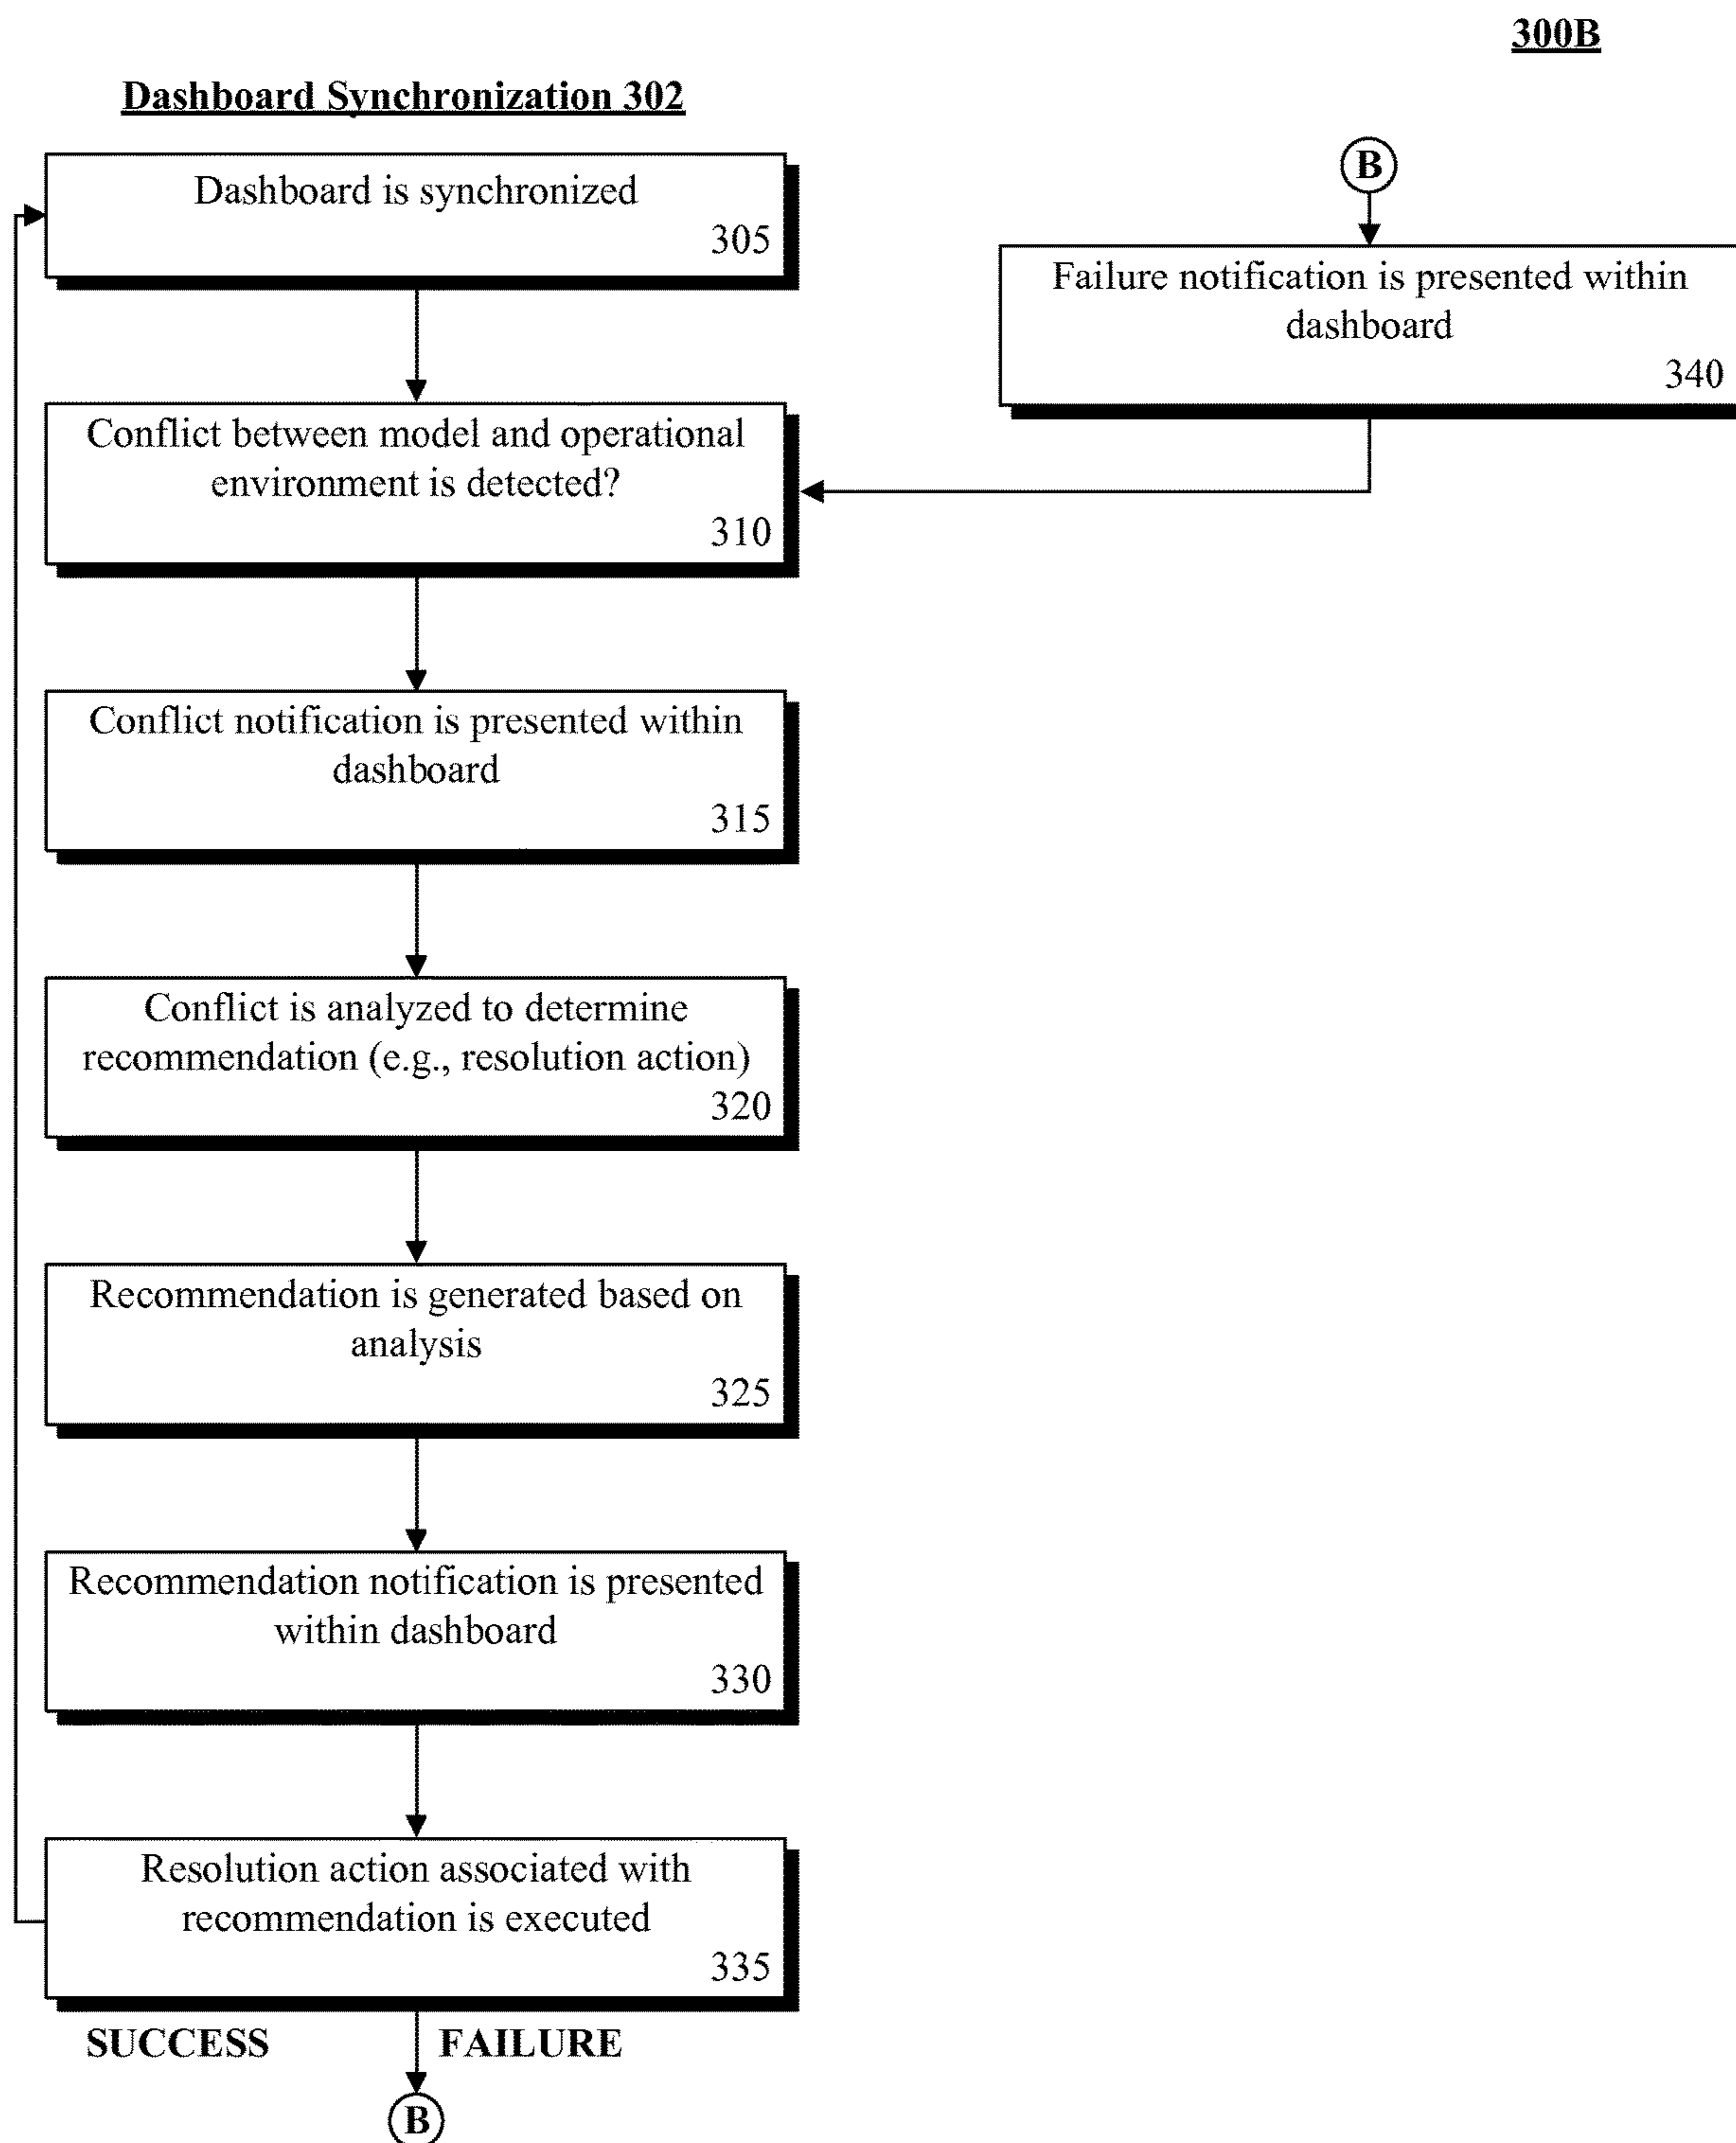 300B
Dashboard Synchronization 302
Dashboard is synchronized
305
Conflict between model and operational
environment is detected?
310
Conflict notification is presented within
dashboard
315
Conflict is analyzed to determine
recommendation (e.g., resolution action)
320
Recommendation is generated based on
analysis
325
Recommendation notification is presented
within dashboard
330
Resolution action associated with
recommendation is executed
335
SUCCESS
FAILURE
B
B
Failure notification is presented within
dashboard
340